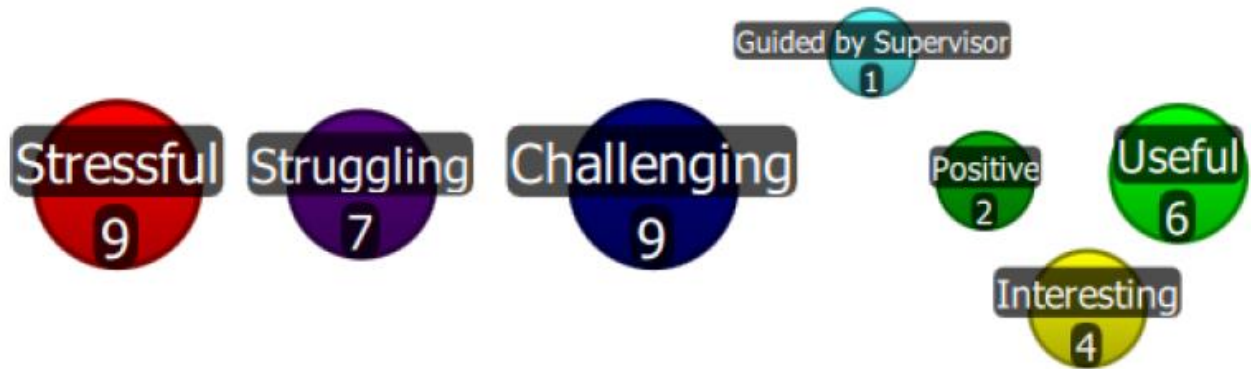 Guided by Supervisor
1
Stressful
9
Struggling
7
Challenging
9
Positive
2
Useful
6
Interesting
4